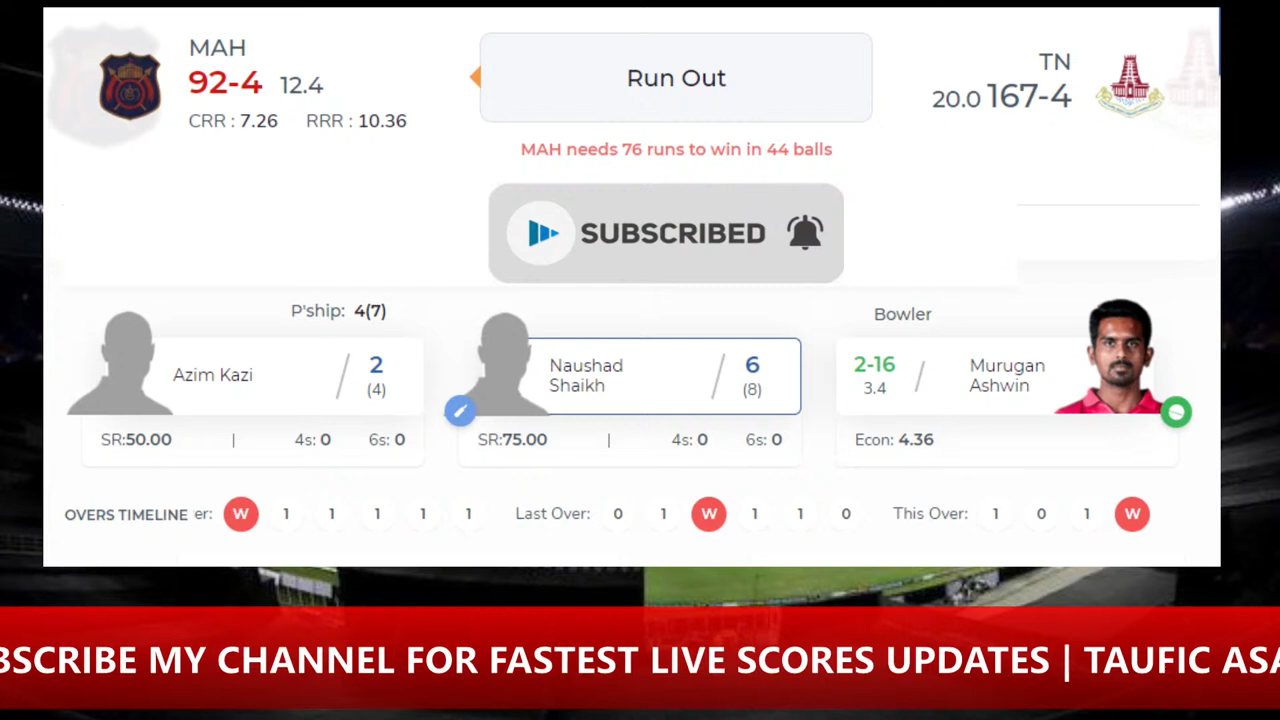 MAH
92-4 12.4
CRR : 7.26 RRR : 10.36
Run Out
MAH needs 76 runs to win in 44 balls
TN
20.0 167-4
SUBSCRIBED
P'ship: 4(7)
Azim Kazi
2
(4)
SR:50.00 | 4s: 0 6s: 0
Naushad
Shaikh
6
(8)
SR:75.00 | 4s: 0 6s: 0
Bowler
2-16
3.4
Murugan
Ashwin
Econ: 4.36
OVERS TIMELINE er: W 1 1 1 1 1 Last Over: 0 1 W 1 1 0 This Over: 1 0 1 W
BSCRIBE MY CHANNEL FOR FASTEST LIVE SCORES UPDATES | TAUFIC ASA